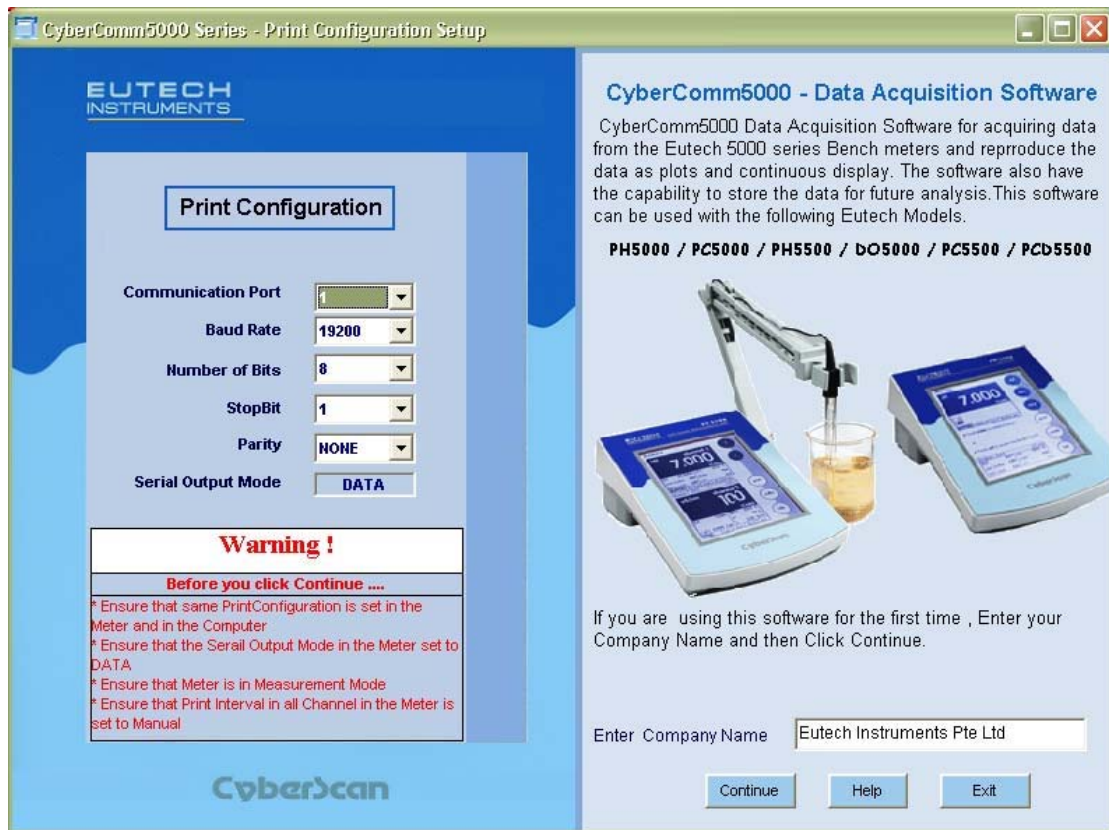 CyberComm5000 Series - Print Configuration Setup
EUTECH
INSTRUMENTS
Print Configuration
Communication Port 1
Baud Rate 19200
Number of Bits 8
StopBit 1
Parity NONE
Serial Output Mode DATA
Warning !
Before you click Continue ....
* Ensure that same PrintConfiguration is set in the
Meter and in the Computer
* Ensure that the Serail Output Mode in the Meter set to
DATA
* Ensure that Meter is in Measurement Mode
* Ensure that Print Interval in all Channel in the Meter is
set to Manual
CyberScan
CyberComm5000 - Data Acquisition Software
CyberComm5000 Data Acquisition Software for acquiring data
from the Eutech 5000 series Bench meters and reprroduce the
data as plots and continuous display. The software also have
the capability to store the data for future analysis.This software
can be used with the following Eutech Models.
PH5000 / PC5000 / PH5500 / DO5000 / PC5500 / PCD5500
7.000
100
CyberScan
7.000
CyberScan
If you are using this software for the first time , Enter your
Company Name and then Click Continue.
Enter Company Name Eutech Instruments Pte Ltd
Continue Help Exit